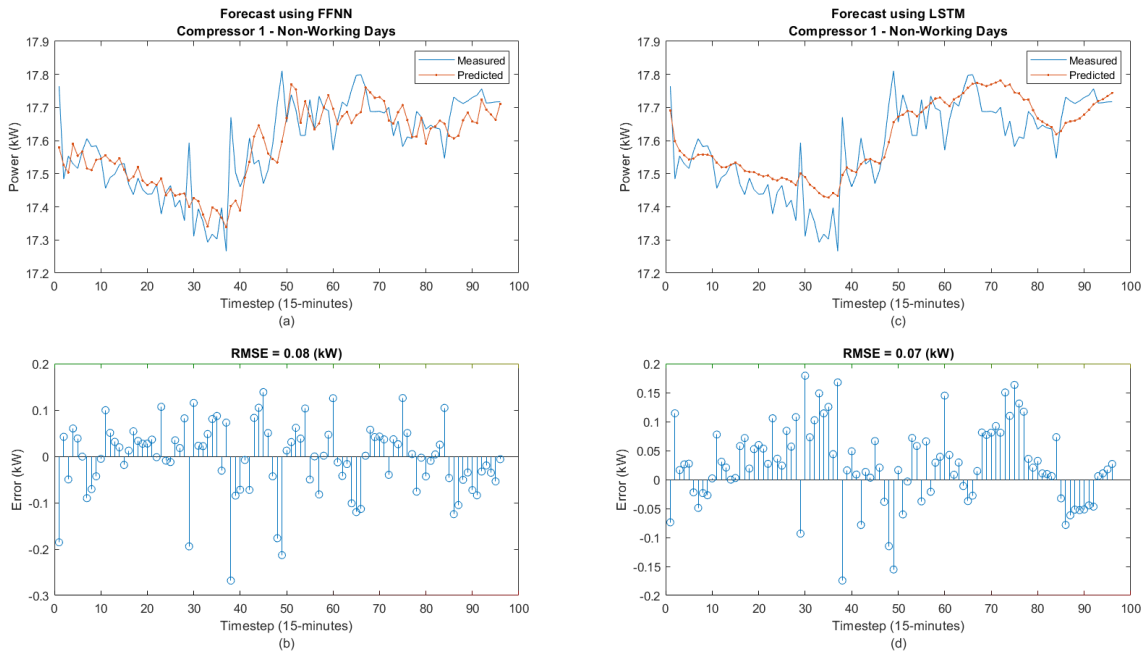 Forecast using FFNN
Compressor 1 - Non-Working Days
17.9
17.8
17.7
17.6
17.5
17.4
17.3
17.2
Power (kW)
Measured
Predicted
0 10 20 30 40 50 60 70 80 90 100
Timestep (15-minutes)
(a)
Forecast using LSTM
Compressor 1 - Non-Working Days
17.9
17.8
17.7
17.6
17.5
17.4
17.3
17.2
Power (kW)
Measured
Predicted
0 10 20 30 40 50 60 70 80 90 100
Timestep (15-minutes)
(c)
RMSE = 0.08 (kW)
0.2
0.1
0
-0.1
-0.2
-0.3
Error (kW)
0 10 20 30 40 50 60 70 80 90 100
Timestep (15-minutes)
(b)
RMSE = 0.07 (kW)
0.2
0.15
0.1
0.05
0
-0.05
-0.1
-0.15
-0.2
Error (kW)
0 10 20 30 40 50 60 70 80 90 100
Timestep (15-minutes)
(d)